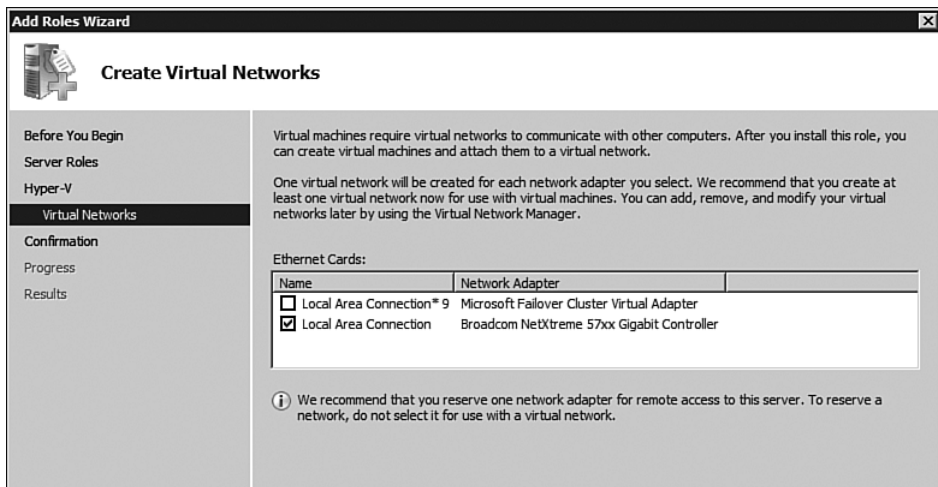 Add Roles Wizard
Create Virtual Networks
Before You Begin
Server Roles
Hyper-V
Virtual Networks
Confirmation
Progress
Results
Virtual machines require virtual networks to communicate with other computers. After you install this role, you
can create virtual machines and attach them to a virtual network.
One virtual network will be created for each network adapter you select. We recommend that you create at
least one virtual network now for use with virtual machines. You can add, remove, and modify your virtual
networks later by using the Virtual Network Manager.
Ethernet Cards:
Name Network Adapter
Local Area Connection* 9 Microsoft Failover Cluster Virtual Adapter
Local Area Connection Broadcom NetXtreme 57xx Gigabit Controller
We recommend that you reserve one network adapter for remote access to this server. To reserve a
network, do not select it for use with a virtual network.